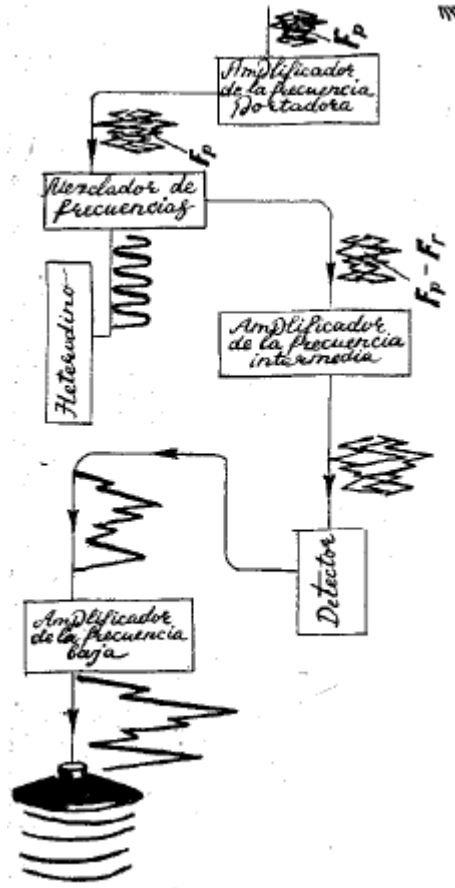 Fp
Amplificador
de la frecuencia
portadora
Fp
Mezclador de
frecuencias
Heterodino
Fp - Fr
Amplificador
de la frecuencia
intermedia
Detector
Amplificador
de la frecuencia
baja